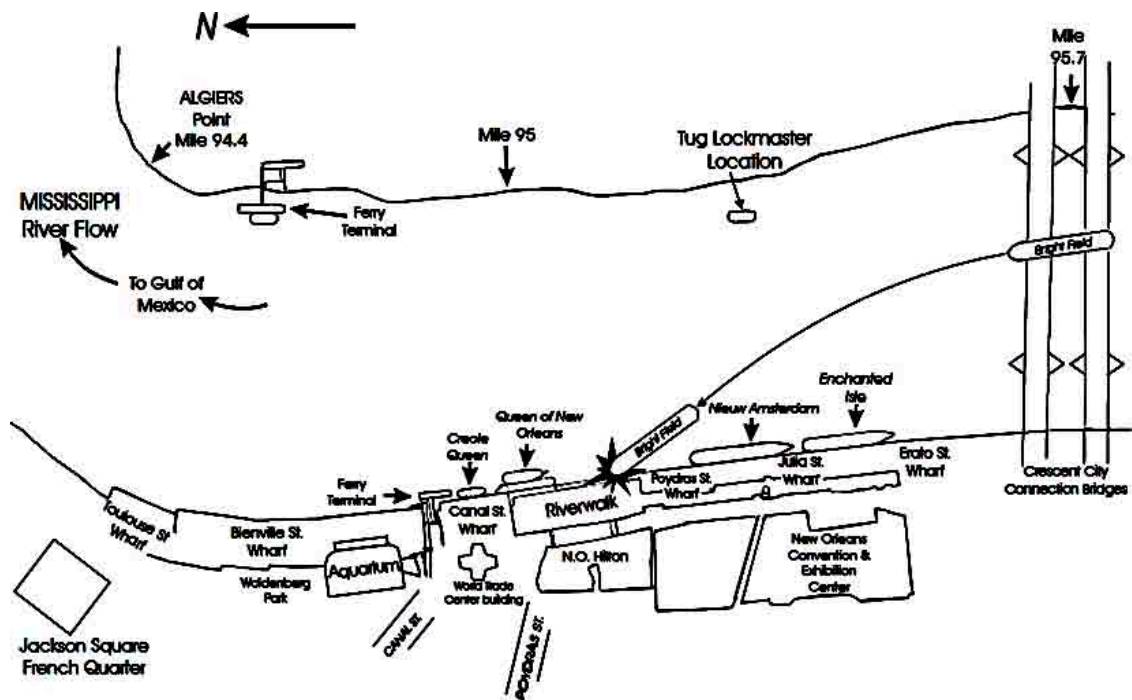 N
Mile
95.7
ALGIERS
Point
Mile 94.4
Mile 95
Tug Lockmaster
Location
MISSISSIPPI
River Flow
Ferry
Terminal
To Gulf of
Mexico
Bright Field
Enchanted
Isle
Nieuw Amsterdam
Queen of New
Orleans
Creole
Queen
Bright Field
Ferry
Terminal
Toulouse St.
Wharf
Bienville St.
Wharf
Canal St.
Wharf
Riverwalk
Poydras St.
Wharf
Julia St.
Wharf
Erato St.
Wharf
Crescent City
Connection Bridges
Aquarium
Woldenberg
Park
World Trade
Center building
N.O. Hilton
New Orleans
Convention &
Exhibition
Center
CANAL ST.
POYDRAS ST.
Jackson Square
French Quarter